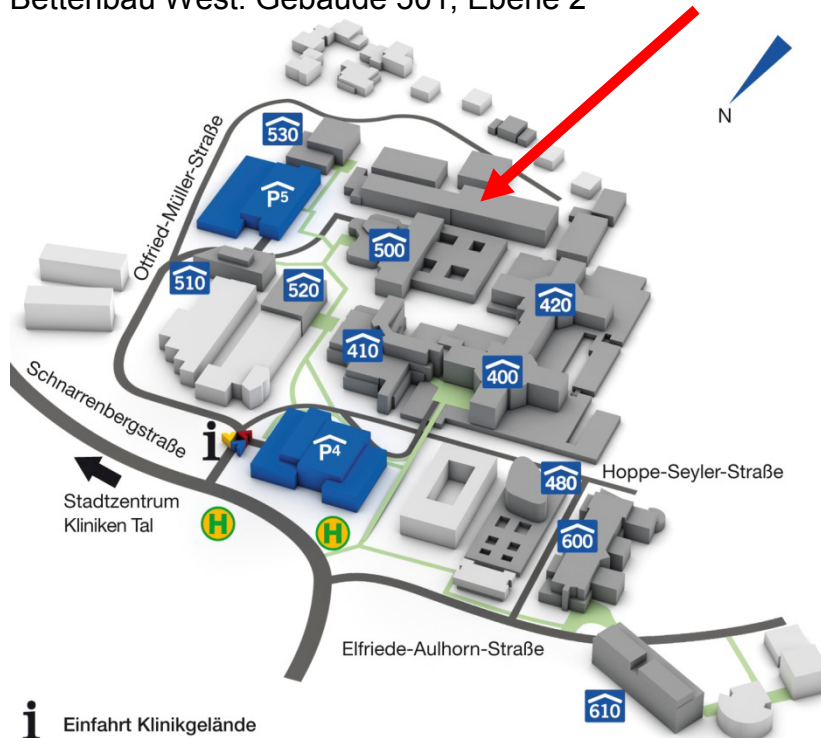 Bettenbau West: Gebäude 501, Ebene 2
N
530
P5
Otfried-Müller-Straße
500
510
520
420
410
400
Schnarrenbergstraße
i
P4
Hoppe-Seyler-Straße
480
Stadtzentrum
Kliniken Tal
H
H
600
Elfriede-Aulhorn-Straße
610
i Einfahrt Klinikgelände